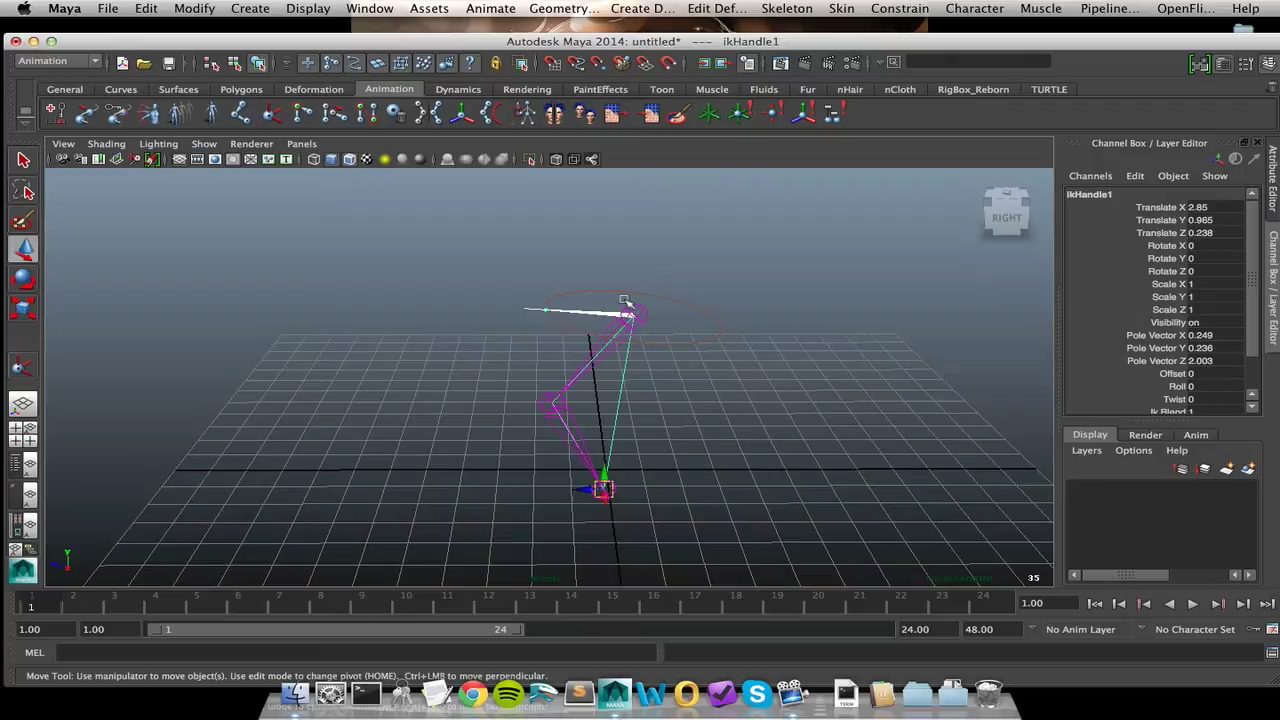 Maya File Edit Modify Create Display Window Assets Animate Geometry... Create D... Edit Def... Skeleton Skin Constrain Character Muscle Pipeline... OpenFli... Help
Autodesk Maya 2014: untitled* --- ikHandle1
Animation
General Curves Surfaces Polygons Deformation Animation Dynamics Rendering PaintEffects Toon Muscle Fluids Fur nHair nCloth RigBox_Reborn TURTLE
View Shading Lighting Show Renderer Panels
Channel Box / Layer Editor
Channels Edit Object Show
ikHandle1
Translate X 2.85
Translate Y 0.965
Translate Z 0.238
Rotate X 0
Rotate Y 0
Rotate Z 0
Scale X 1
Scale Y 1
Scale Z 1
Visibility on
Pole Vector X 0.249
Pole Vector Y 0.236
Pole Vector Z 2.003
Offset 0
Roll 0
Twist 0
Ik Blend 1
Display Render Anim
Layers Options Help
Attribute Editor
Channel Box / Layer Editor
RIGHT
Y
35
1 2 3 4 5 6 7 8 9 10 11 12 13 14 15 16 17 18 19 20 21 22 23 24
1
1.00
1.00 1.00 1 24 24.00 48.00 No Anim Layer No Character Set
MEL
Move Tool: Use manipulator to move object(s). Use edit mode to change pivot (HOME). Ctrl+LMB to move perpendicular.
MAYA
TERM